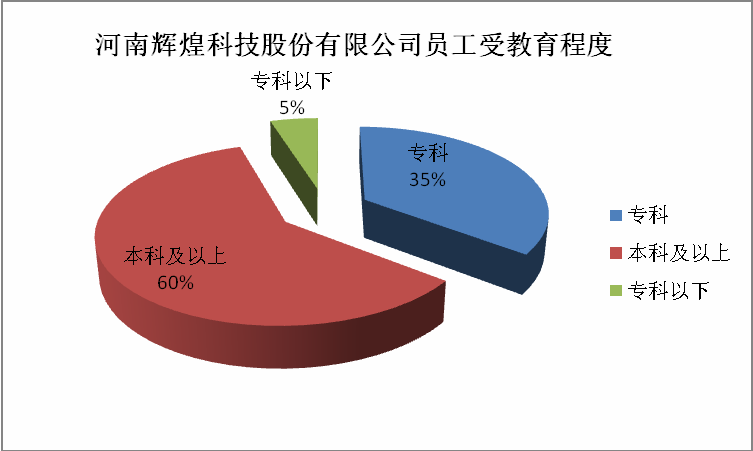 河南辉煌科技股份有限公司员工受教育程度
专科以下
5%
专科
35%
本科及以上
60%
专科
本科及以上
专科以下